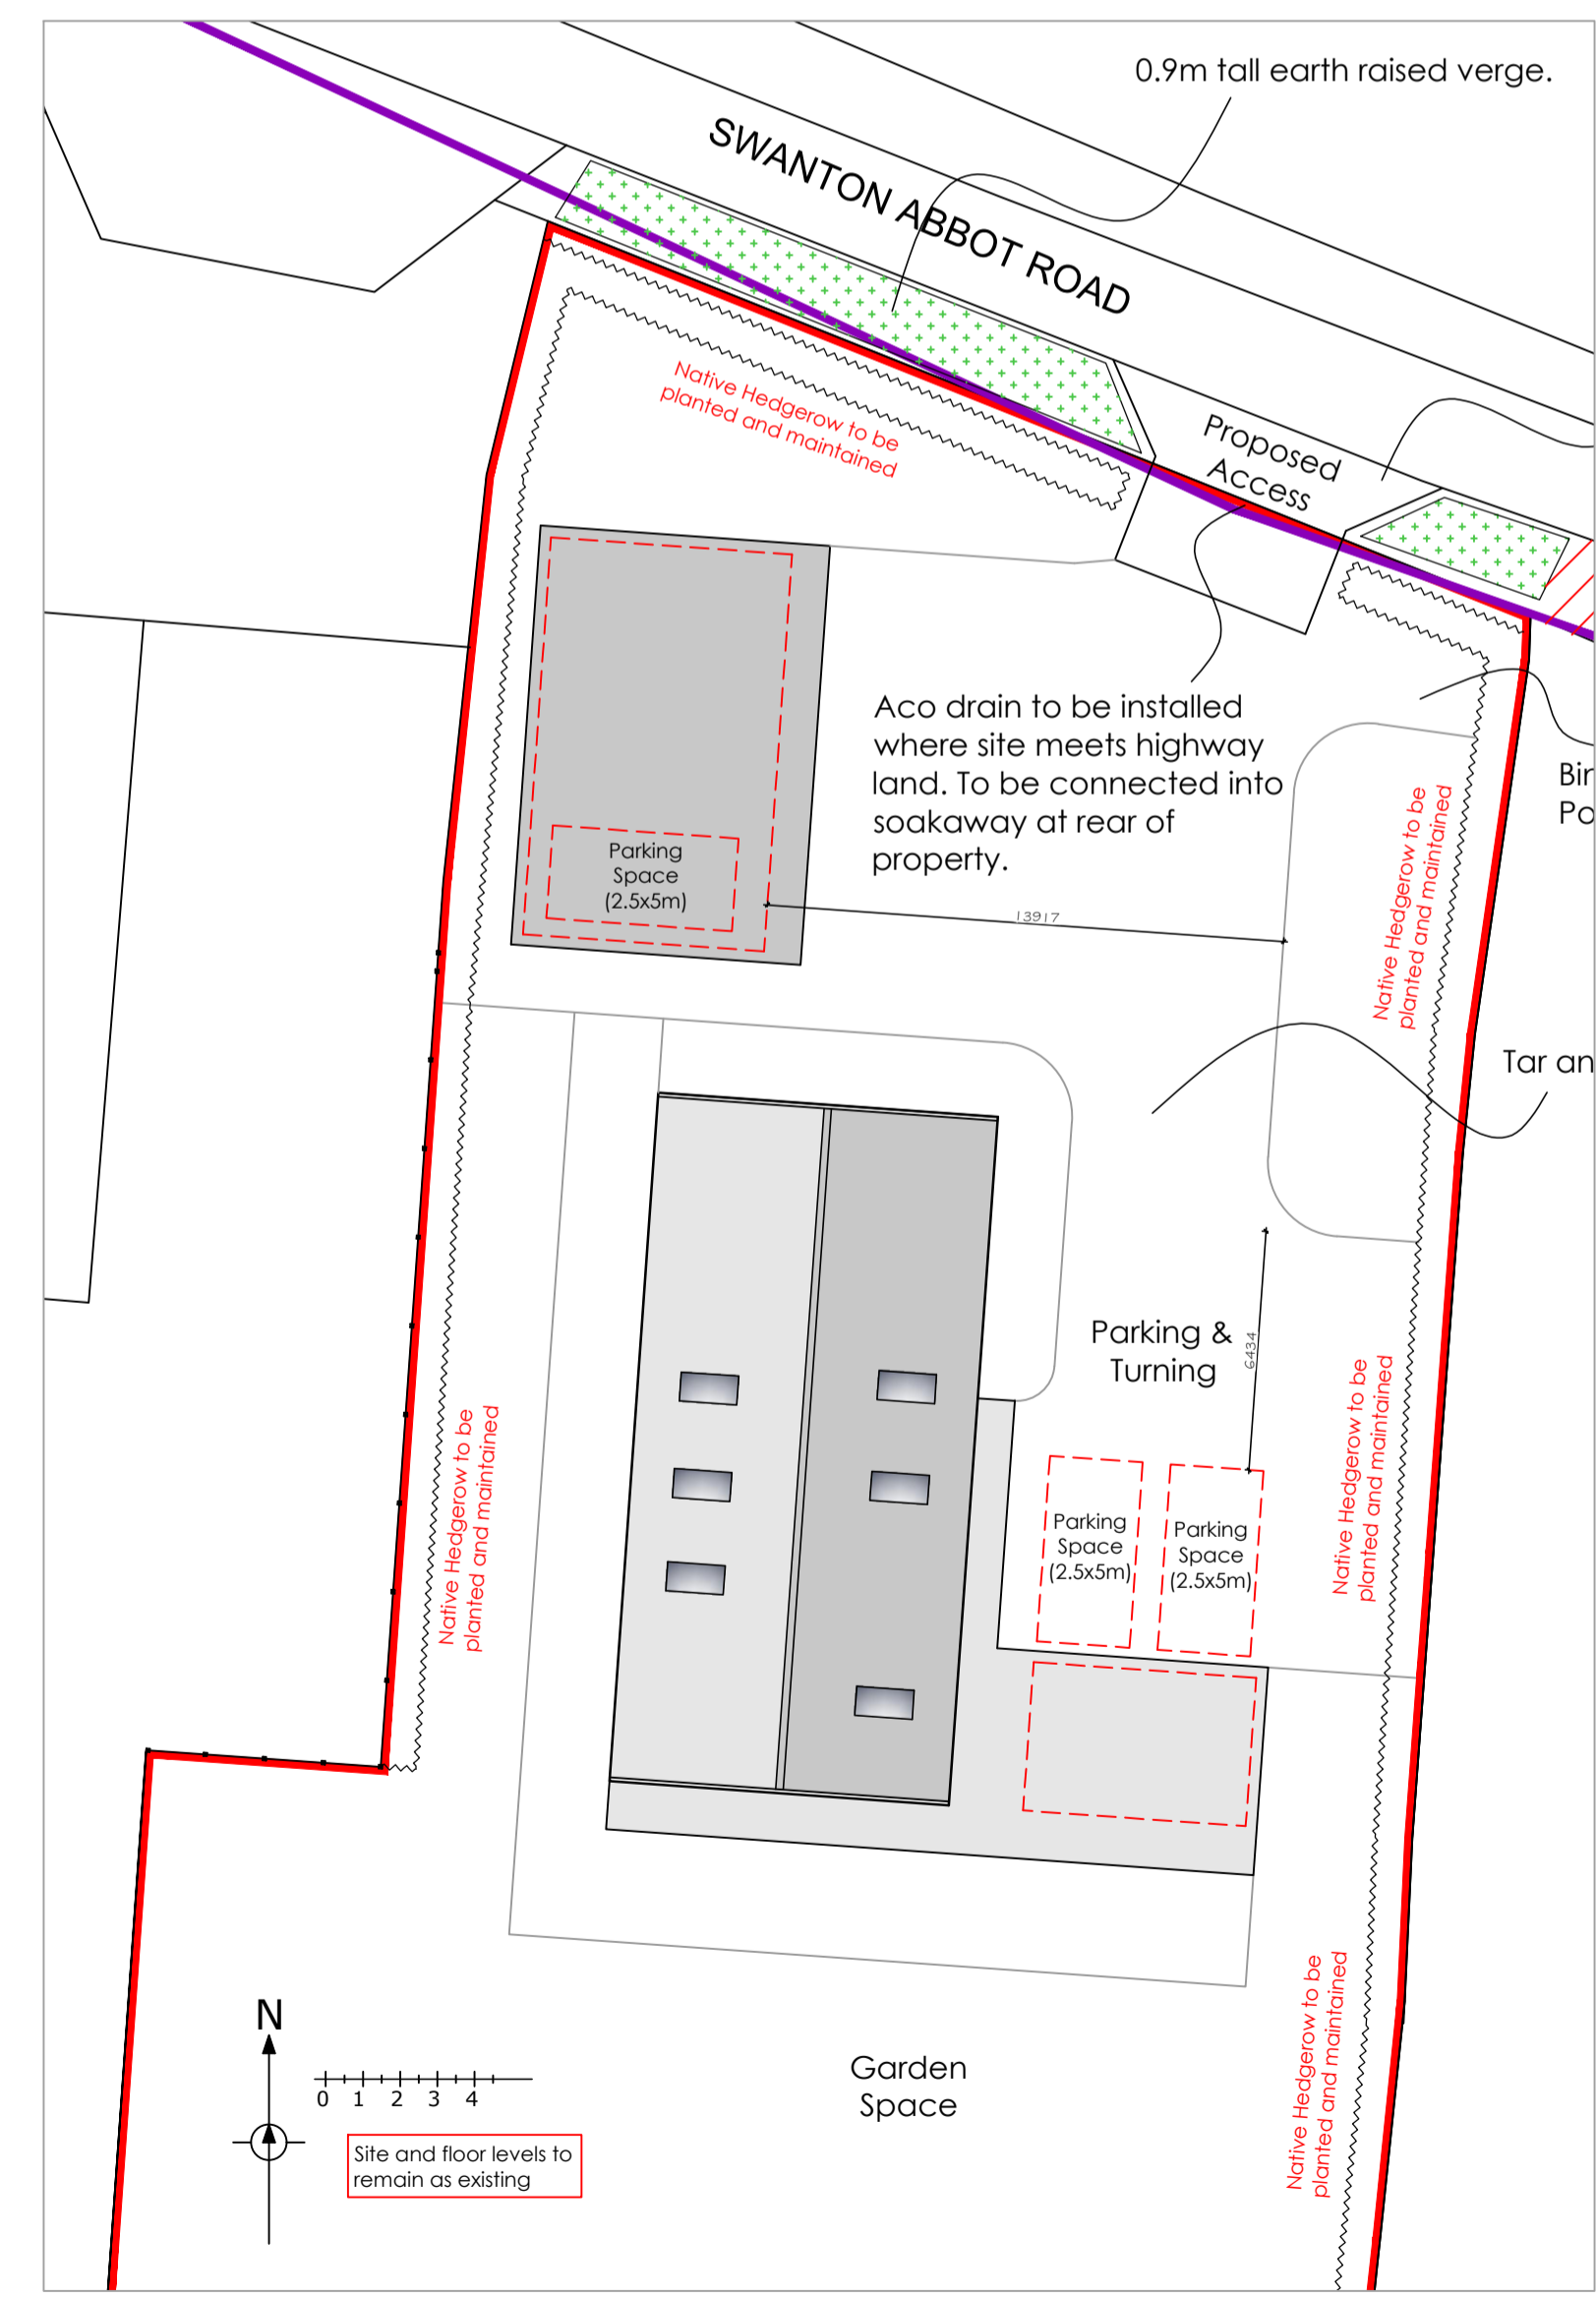 0.9m tall earth raised verge.
SWANTON ABBOT ROAD
Native Hedgerow to be
planted and maintained
Proposed
Access
Aco drain to be installed
where site meets highway
land. To be connected into
soakaway at rear of
property.
Bir
Po
Parking
Space
(2.5x5m)
13917
Native Hedgerow to be
planted and maintained
Tar an
Parking &
Turning
6434
Native Hedgerow to be
planted and maintained
Native Hedgerow to be
planted and maintained
Parking
Space
(2.5x5m)
Parking
Space
(2.5x5m)
Native Hedgerow to be
planted and maintained
N
0 1 2 3 4
Site and floor levels to
remain as existing
Garden
Space